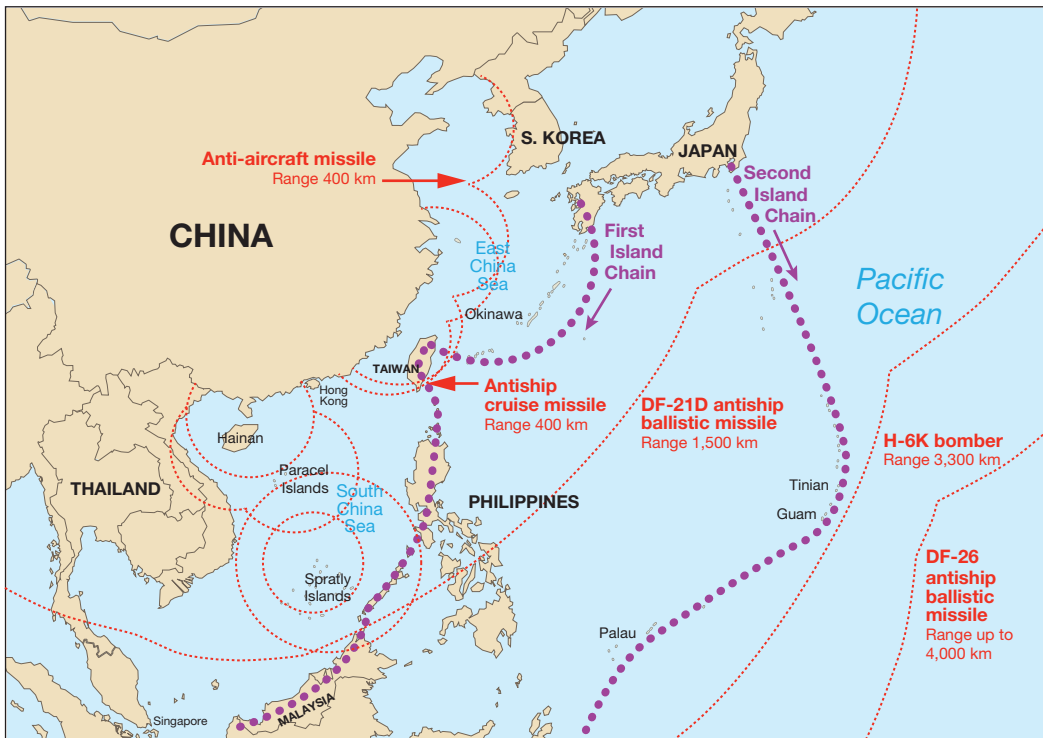 S. KOREA
JAPAN
Anti-aircraft missile
Range 400 km
Second
Island
Chain
CHINA
First
Island
Chain
East
China
Sea
Pacific
Ocean
Okinawa
TAIWAN
Hong
Kong
Antiship
cruise missile
Range 400 km
DF-21D antiship
ballistic missile
Range 1,500 km
H-6K bomber
Range 3,300 km
Hainan
Paracel
Islands
South
China
Sea
THAILAND
PHILIPPINES
Tinian
Guam
Spratly
Islands
DF-26
antiship
ballistic
missile
Range up to
4,000 km
Palau
MALAYSIA
Singapore